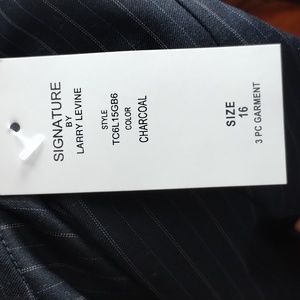 SIGNATURE
BY
LARRY LEVINE
STYLE
TC6L15GB6
COLOR
CHARCOAL
SIZE
16
3 PC GARMENT